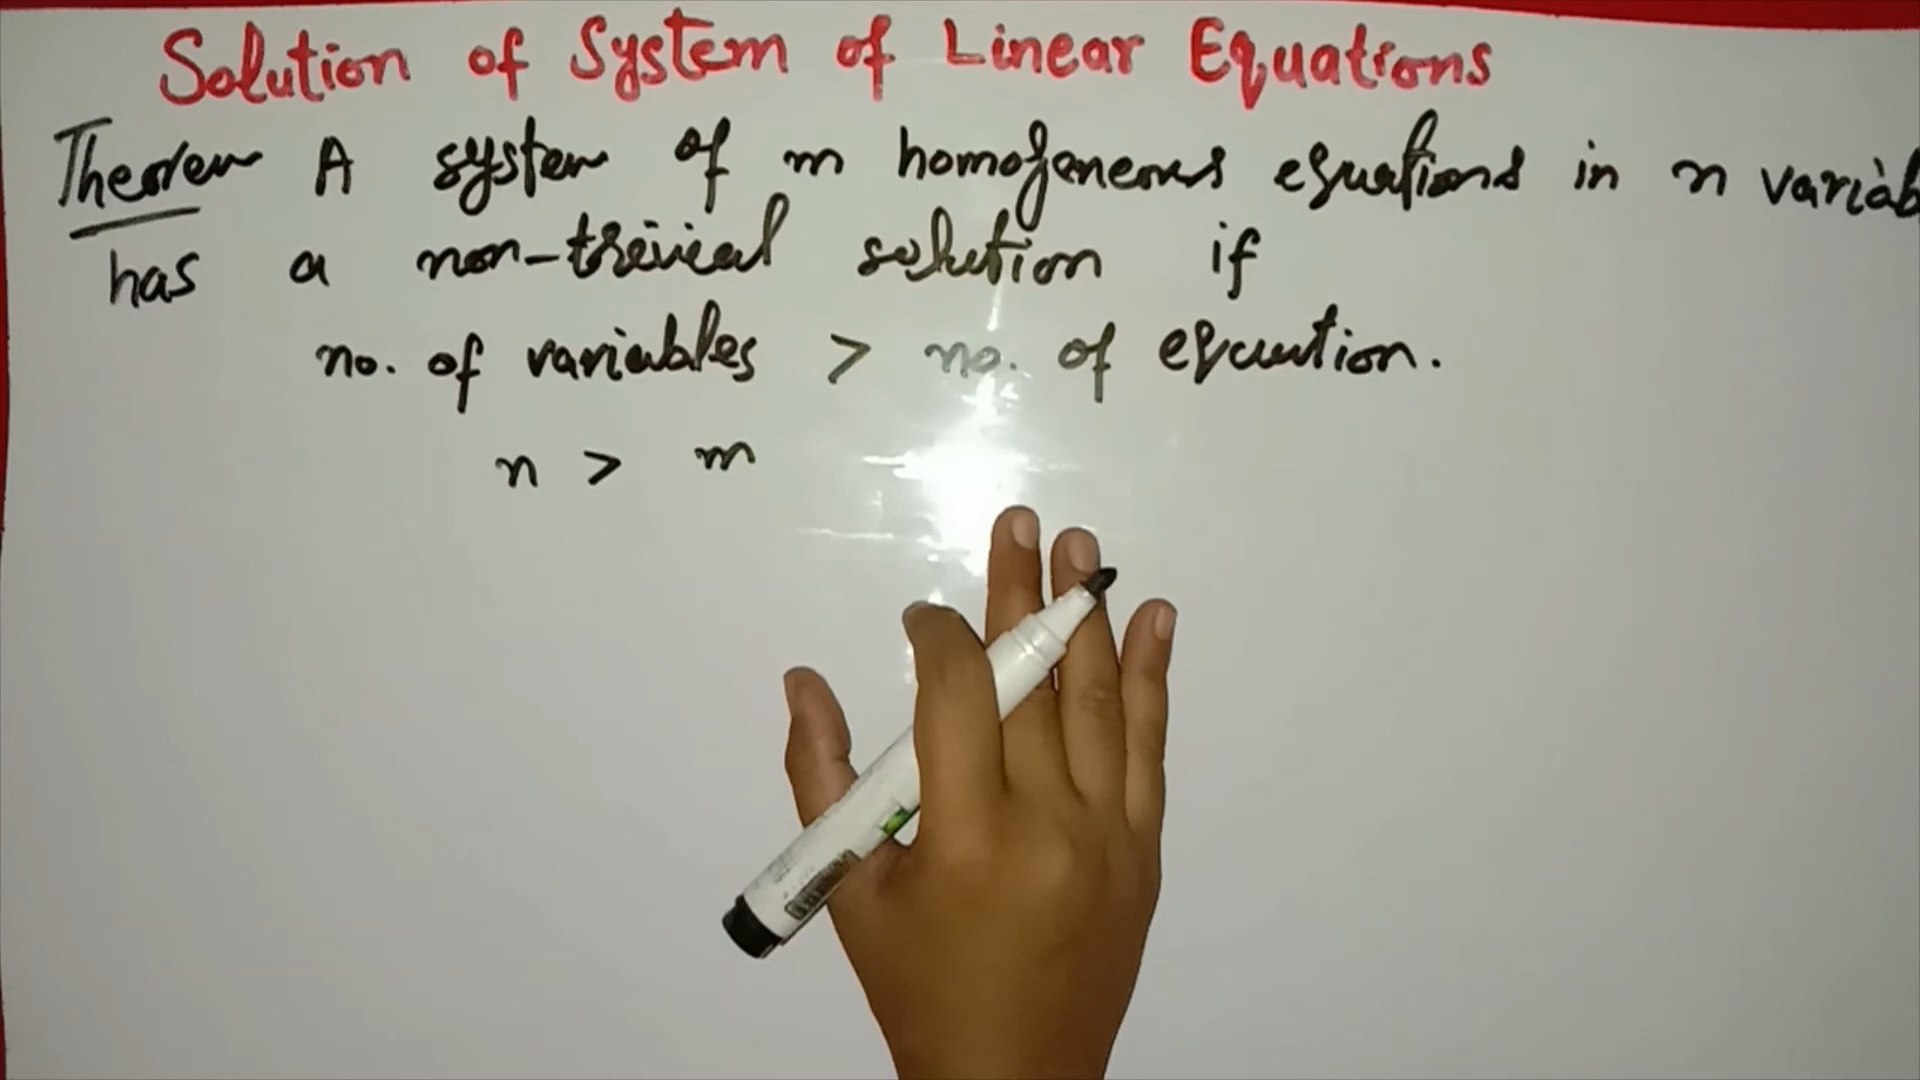 Solution of System of Linear Equations
Theorem A system of m homogeneous equations in n variab
has a non-trivical solution if
no. of variables > no. of equation.
n > m